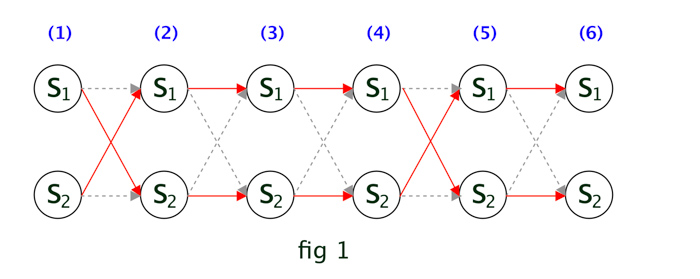 (1) (2) (3) (4) (5) (6)
S1 S1 S1 S1 S1 S1
S2 S2 S2 S2 S2 S2
fig 1